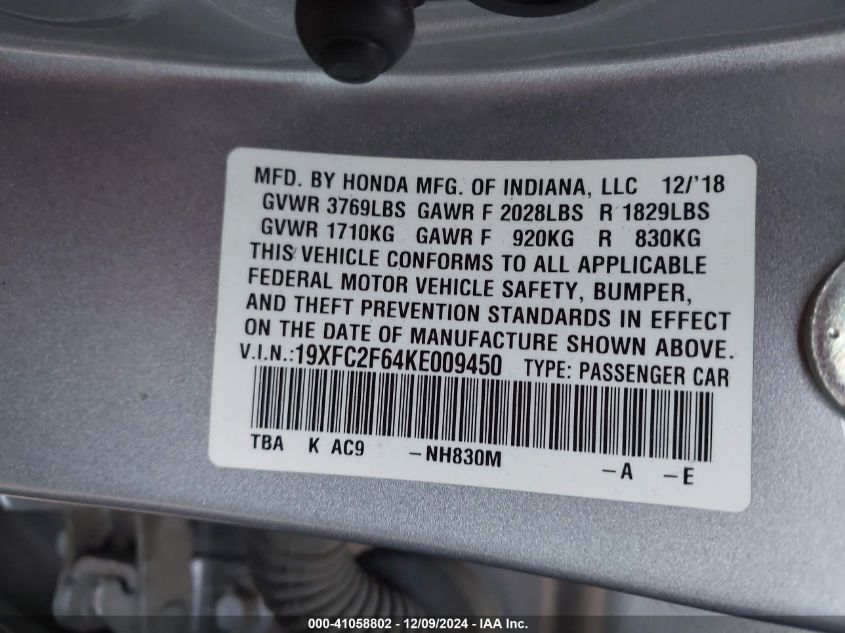 MFD. BY HONDA MFG. OF INDIANA, LLC 12/'18
GVWR 3769LBS GAWR F 2028LBS R 1829LBS
GVWR 1710KG GAWR F 920KG R 830KG
THIS VEHICLE CONFORMS TO ALL APPLICABLE
FEDERAL MOTOR VEHICLE SAFETY, BUMPER,
AND THEFT PREVENTION STANDARDS IN EFFECT
ON THE DATE OF MANUFACTURE SHOWN ABOVE.
V.I.N.:19XFC2F64KE009450 TYPE: PASSENGER CAR
TBA K AC9 -NH830M -A -E
000-41058802 - 12/09/2024 - IAA Inc.